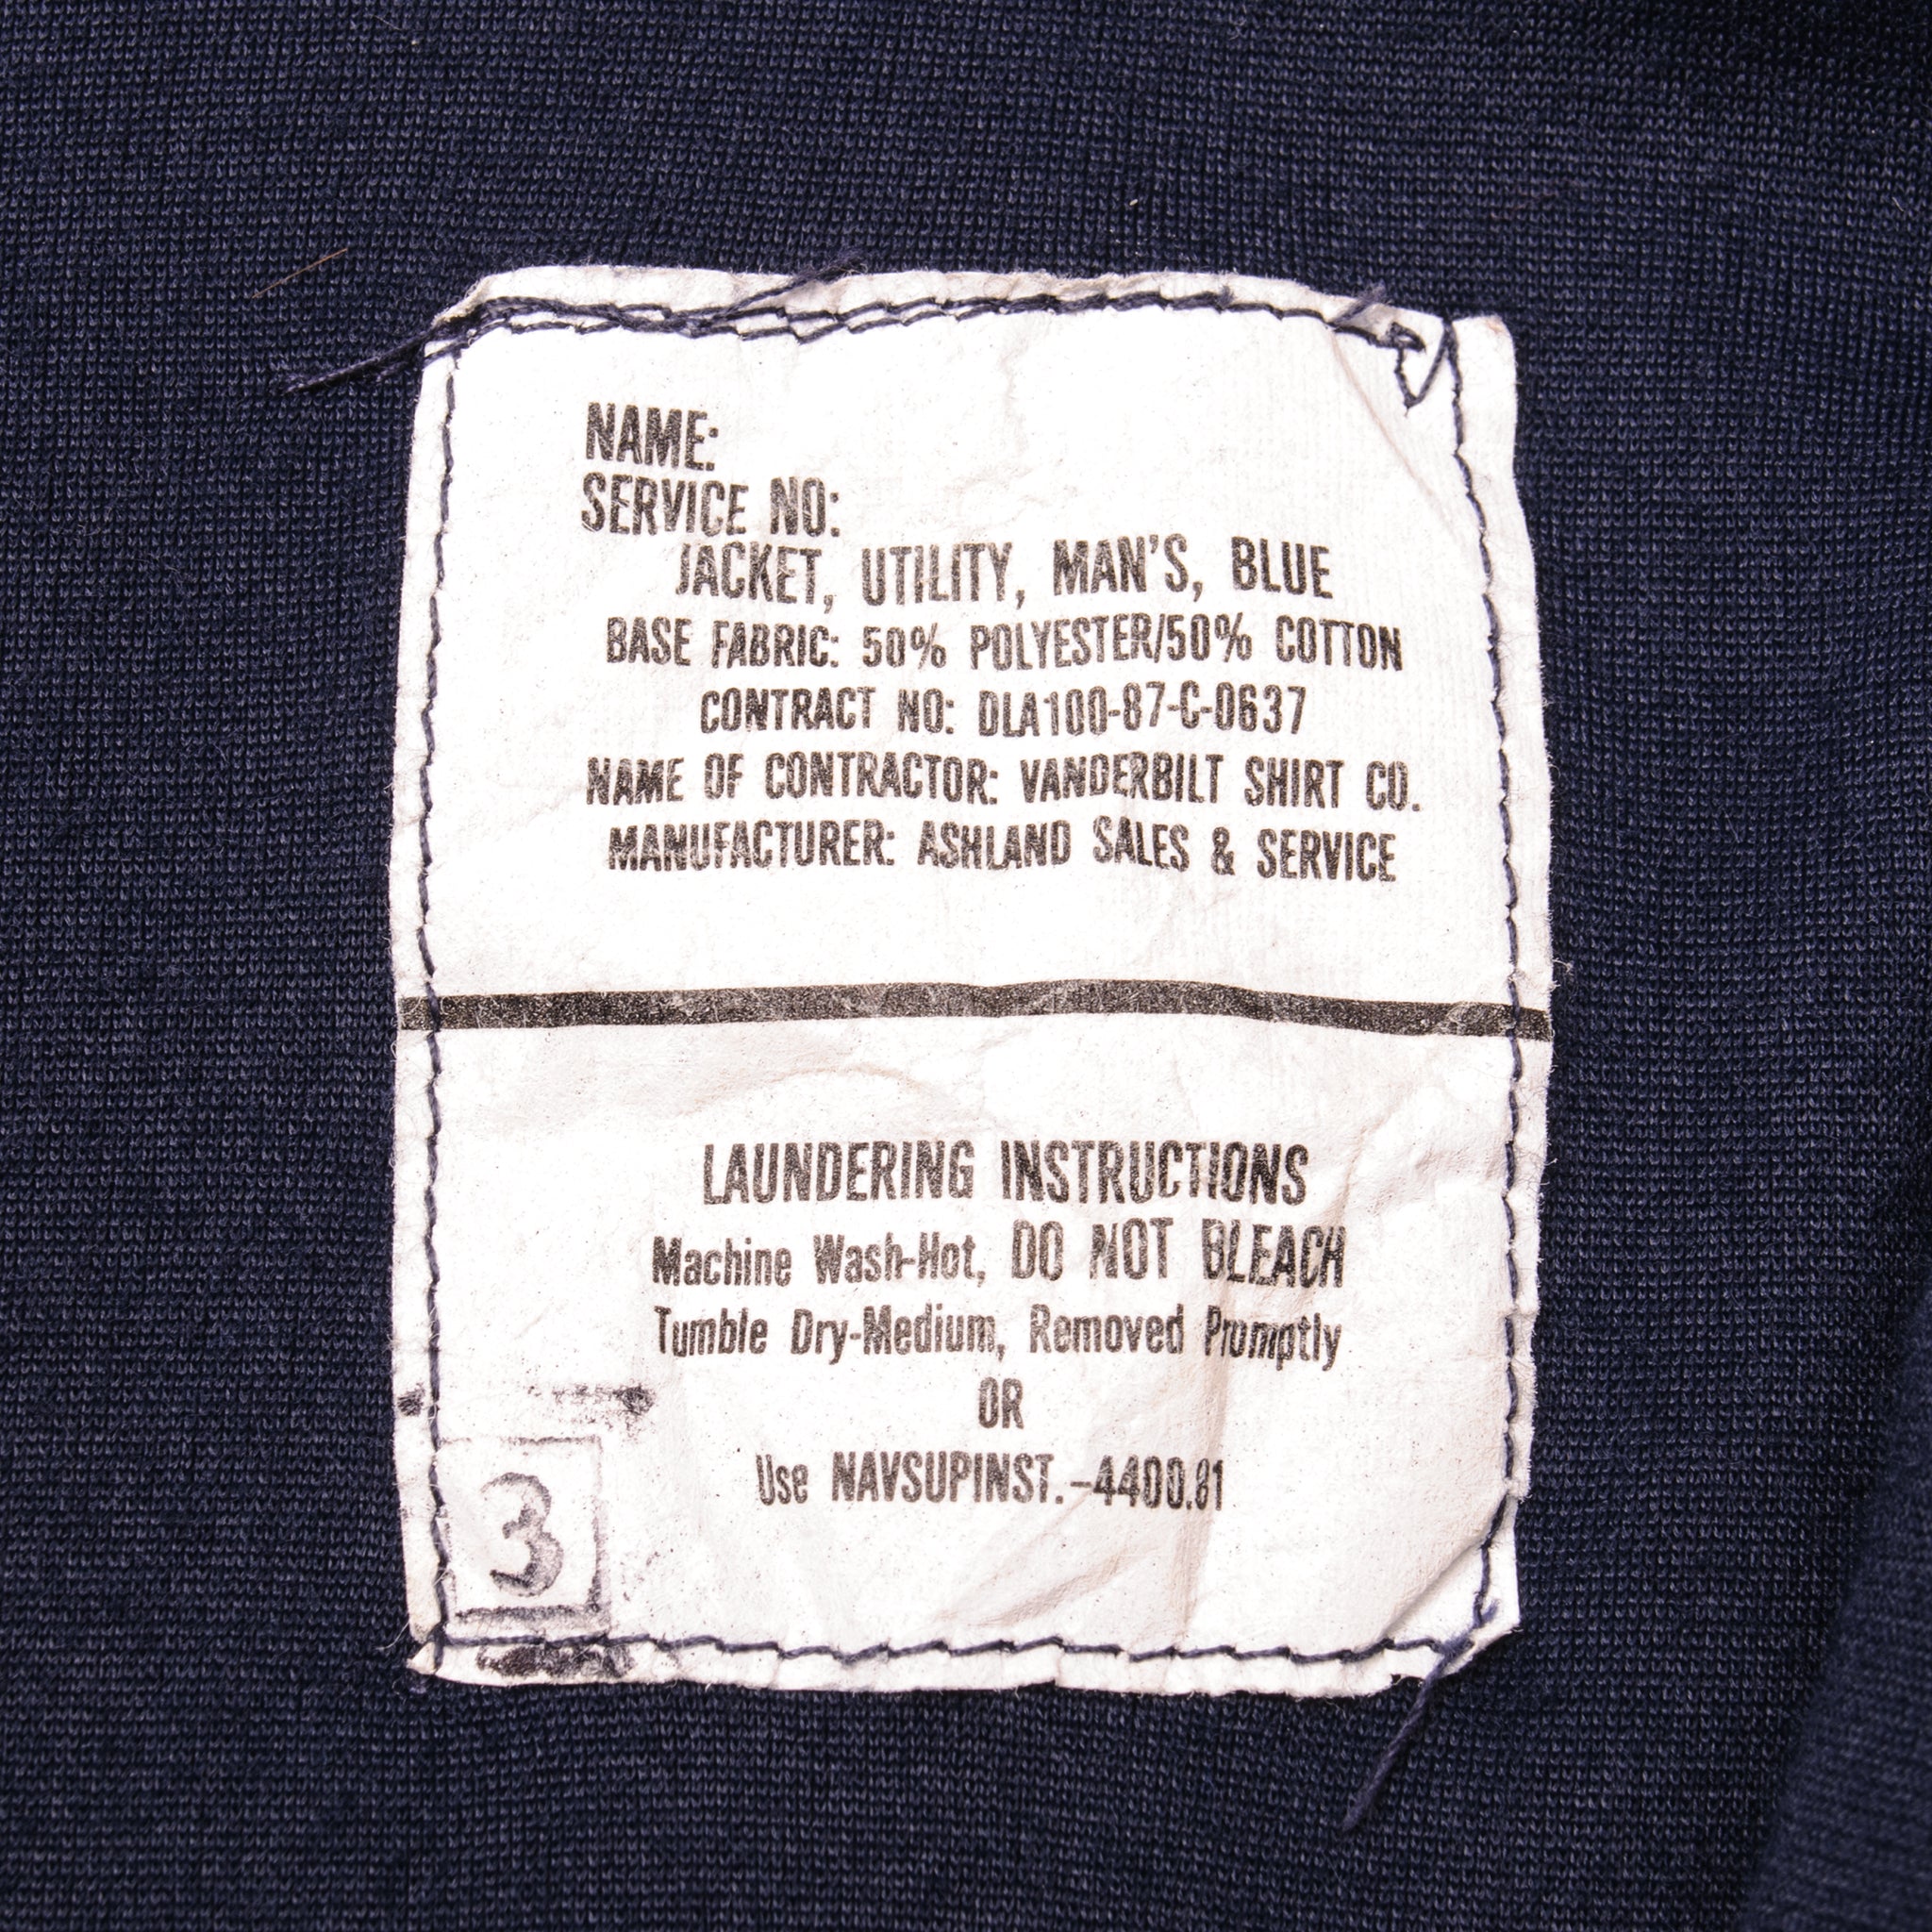 NAME:
SERVICE NO:
JACKET, UTILITY, MAN'S, BLUE
BASE FABRIC: 50% POLYESTER/50% COTTON
CONTRACT NO: DLA100-87-C-0637
NAME OF CONTRACTOR: VANDERBILT SHIRT CO.
MANUFACTURER: ASHLAND SALES & SERVICE
LAUNDERING INSTRUCTIONS
Machine Wash-Hot, DO NOT BLEACH
Tumble Dry-Medium, Removed Promptly
OR
Use NAVSUPINST.-4400.81
3